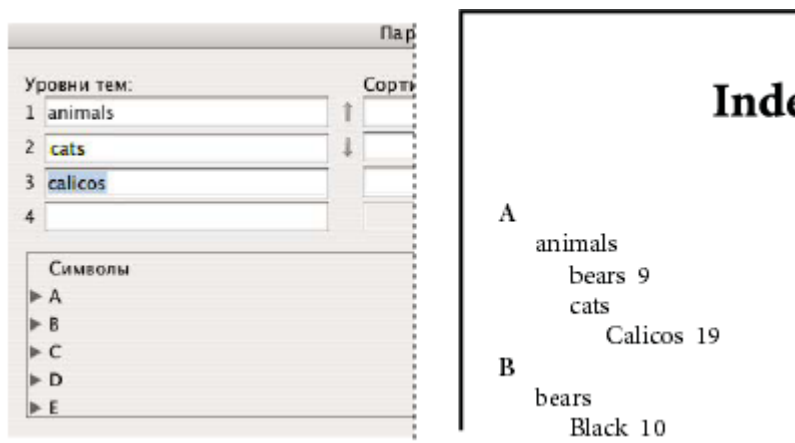 Пар
Уровни тем:
Сорти
1 animals
2 cats
3 calicos
4
Символы
A
B
C
D
E
Inde
A
animals
bears 9
cats
Calicos 19
B
bears
Black 10